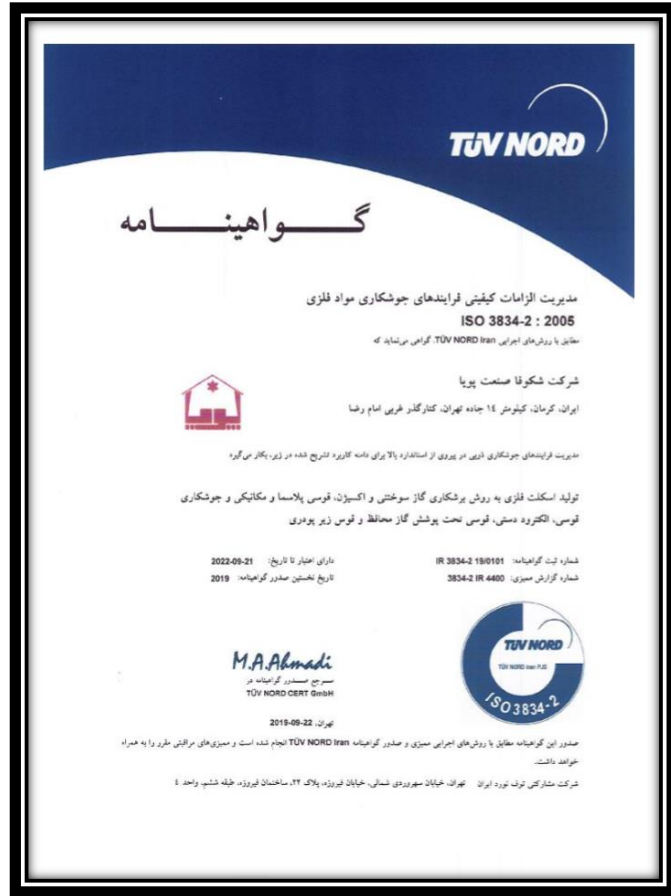 TÜV NORD
گواهینامه
مدیریت الزامات کیفیتی فرایندهای جوشکاری مواد فلزی
ISO 3834-2 : 2005
مطابق با روش‌های اجرایی TÜV NORD Iran گواهی می‌نماید که
شرکت شکوفا صنعت پویا
ایران، کرمان، کیلومتر ١٤ جاده تهران، کنارگذر غربی امام رضا
مدیریت فرایندهای جوشکاری ذوبی در پیروی از استاندارد بالا برای دامنه کاربرد تشریح شده در زیر، بکار می‌گیرد
تولید اسکلت فلزی به روش برشکاری گاز سوختنی و اکسیژن، قوسی پلاسما و مکانیکی و جوشکاری
قوسی، الکترود دستی، قوسی تحت پوشش گاز محافظ و قوس زیر پودری
شماره ثبت گواهینامه: IR 3834-2 19/0101
دارای اعتبار تا تاریخ: 2022-09-21
شماره گزارش ممیزی: 3834-2 IR 4400
تاریخ نخستین صدور گواهینامه: 2019
TÜV NORD
TÜV NORD Iran PJS
ISO 3834-2
M.A.Ahmadi
مرجع صدور گواهینامه در
TÜV NORD CERT GmbH
تهران، 2019-09-22
صدور این گواهینامه مطابق با روش‌های اجرایی ممیزی و صدور گواهینامه TÜV NORD Iran انجام شده است و ممیزی‌های مراقبتی مقرر را به همراه
خواهد داشت.
شرکت مشارکتی توف نورد ایران تهران، خیابان سهروردی شمالی، خیابان فیروزه، پلاک ٢٢، ساختمان فیروزه، طبقه ششم، واحد ٤